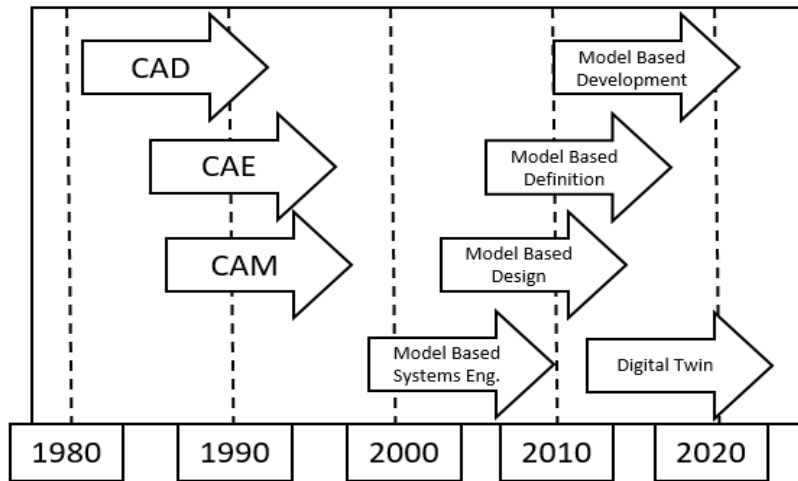 CAD
Model Based
Development
CAE
Model Based
Definition
CAM
Model Based
Design
Model Based
Systems Eng.
Digital Twin
1980
1990
2000
2010
2020